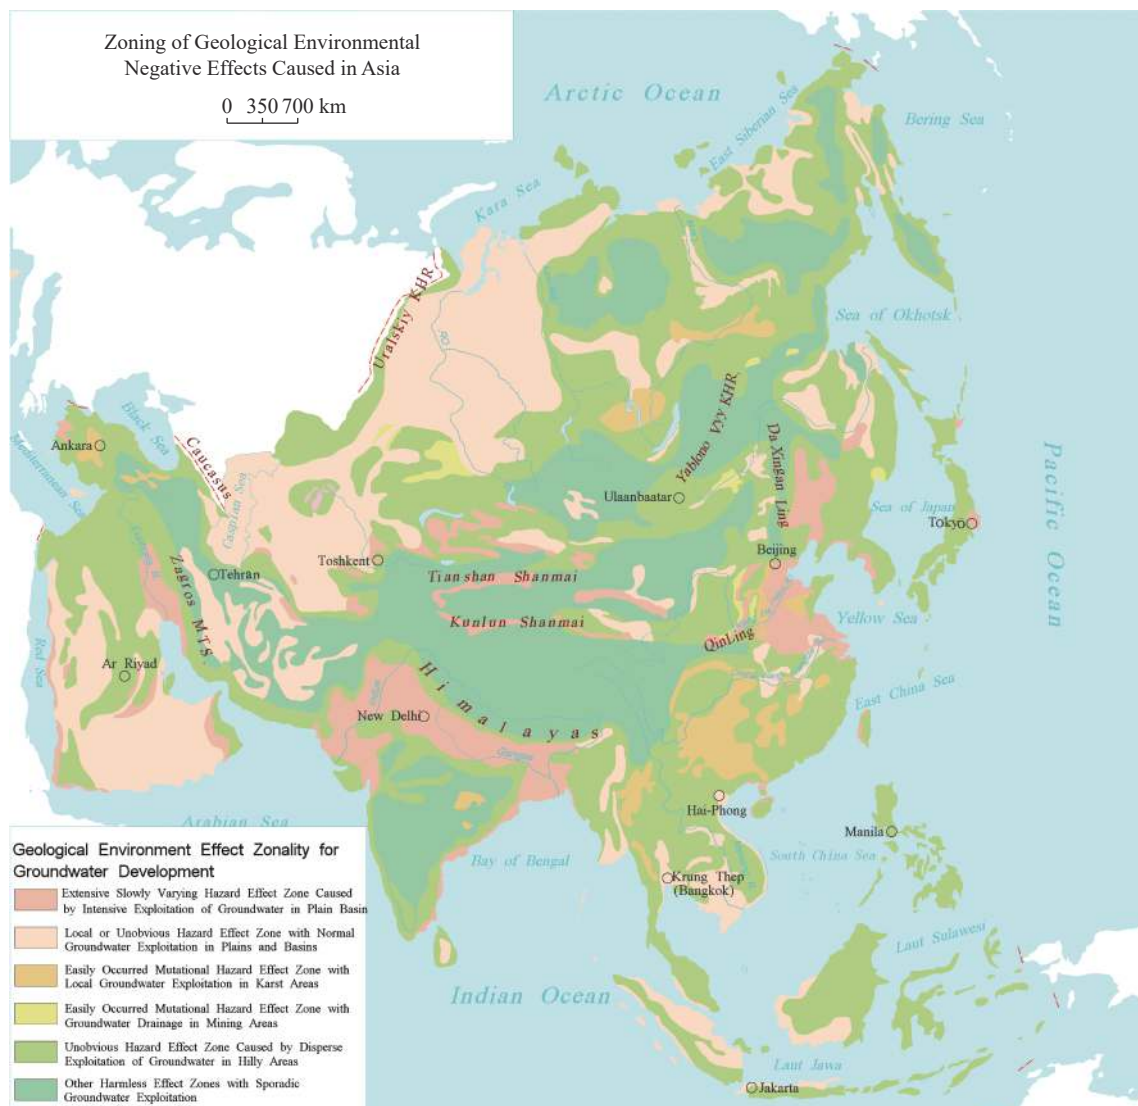 Zoning of Geological Environmental
Negative Effects Caused in Asia
0 350 700 km
Arctic Ocean
East Siberian Sea
Bering Sea
Kara Sea
Uralskiy KHR.
Ob
Sea of Okhotsk
Black Sea
Ankara
Mediterranean Sea
Caucasus
Caspian Sea
Yablono Vyy KHR.
Da Xingan Ling
Ulaanbaatar
Sea of Japan
Tokyō
Pacific Ocean
Toshkent
Beijing
Tehrān
Tianshan Shanmai
Zagros MTS.
Kunlun Shanmai
QinLing
Yellow Sea
Red Sea
Ar Riyad
Himalayas
East China Sea
New Delhi
Ganges
Hai-Phong
Arabian Sea
Manila
Bay of Bengal
South China Sea
Krung Thep
(Bangkok)
Laut Sulawesi
Indian Ocean
Laut Jawa
Jakarta
Geological Environment Effect Zonality for
Groundwater Development
Extensive Slowly Varying Hazard Effect Zone Caused
by Intensive Exploitation of Groundwater in Plain Basin
Local or Unobvious Hazard Effect Zone with Normal
Groundwater Exploitation in Plains and Basins
Easily Occurred Mutational Hazard Effect Zone with
Local Groundwater Exploitation in Karst Areas
Easily Occurred Mutational Hazard Effect Zone with
Groundwater Drainage in Mining Areas
Unobvious Hazard Effect Zone Caused by Disperse
Exploitation of Groundwater in Hilly Areas
Other Harmless Effect Zones with Sporadic
Groundwater Exploitation